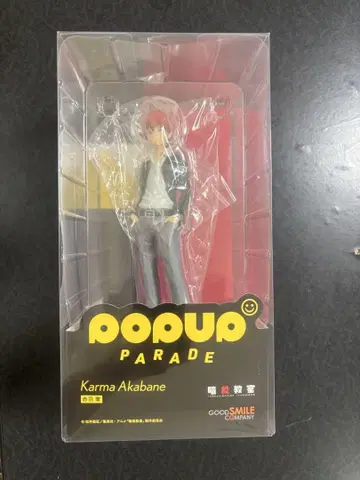 POPUP
PARADE
Karma Akabane
赤羽 業
暗殺教室
GOOD SMILE
COMPANY